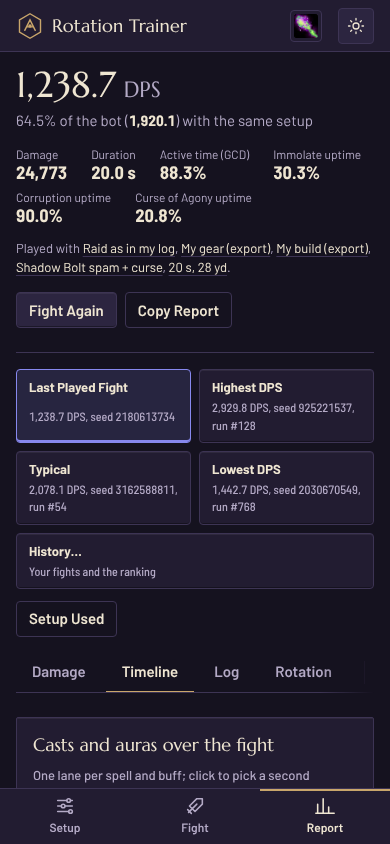 Rotation Trainer
1,238.7 DPS
64.5% of the bot (1,920.1) with the same setup
Damage
24,773
Duration
20.0 s
Active time (GCD)
88.3%
Immolate uptime
30.3%
Corruption uptime
90.0%
Curse of Agony uptime
20.8%
Played with Raid as in my log, My gear (export), My build (export),
Shadow Bolt spam + curse, 20 s, 28 yd.
Fight Again
Copy Report
Last Played Fight
1,238.7 DPS, seed 2180613734
Highest DPS
2,929.8 DPS, seed 925221537,
run #128
Typical
2,078.1 DPS, seed 3162588811,
run #54
Lowest DPS
1,442.7 DPS, seed 2030670549,
run #768
History...
Your fights and the ranking
Setup Used
Damage
Timeline
Log
Rotation
Casts and auras over the fight
One lane per spell and buff; click to pick a second
Setup
Fight
Report